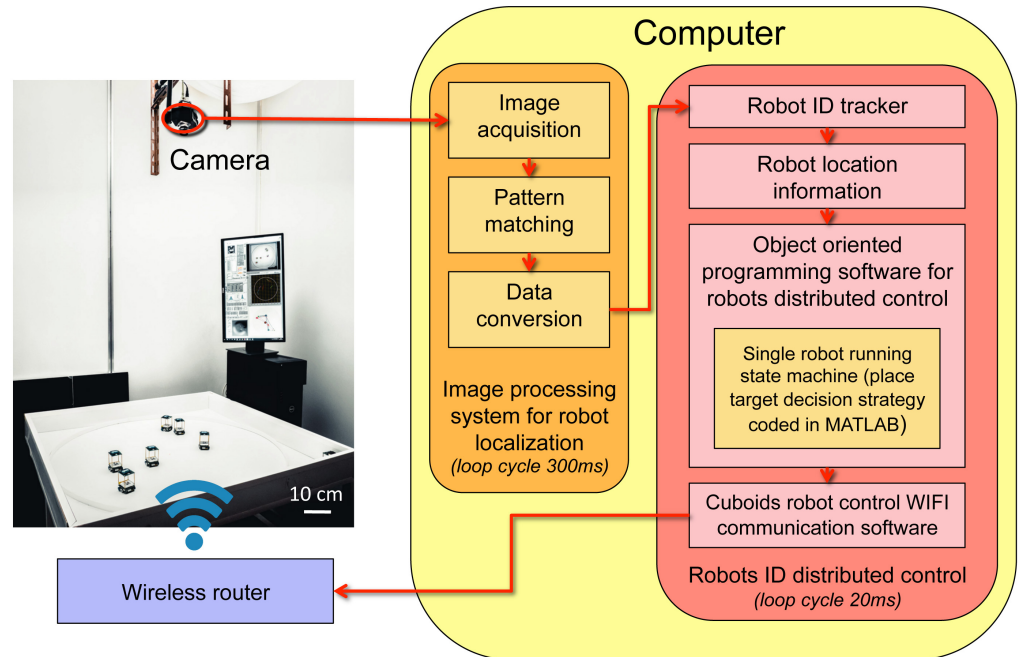 Computer
Camera
10 cm
Wireless router
Image
acquisition
Pattern
matching
Data
conversion
Image processing
system for robot
localization
(loop cycle 300ms)
Robot ID tracker
Robot location
information
Object oriented
programming software for
robots distributed control
Single robot running
state machine (place
target decision strategy
coded in MATLAB)
Cuboids robot control WIFI
communication software
Robots ID distributed control
(loop cycle 20ms)